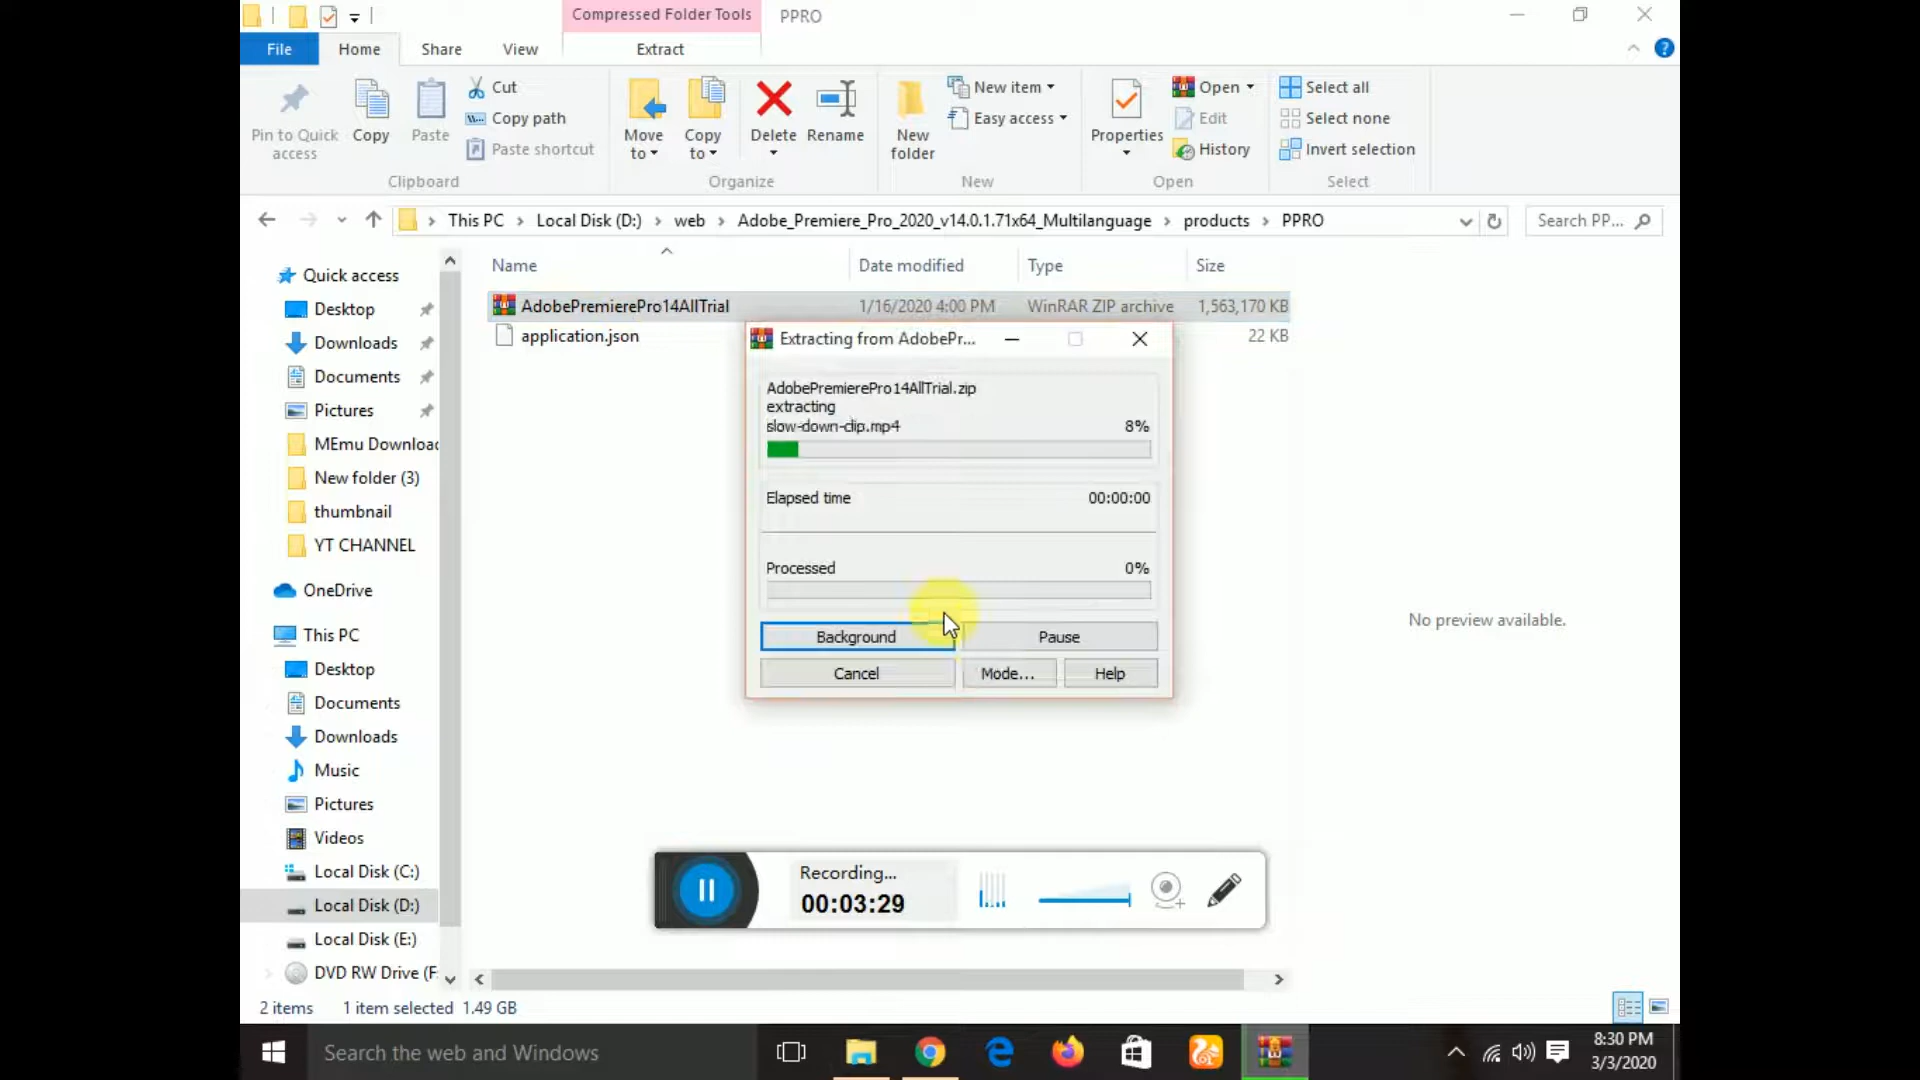 Compressed Folder Tools
PPRO
File
Home
Share
View
Extract
Pin to Quick access
Copy
Paste
Cut
Copy path
Paste shortcut
Clipboard
Move to
Copy to
Delete
Rename
Organize
New folder
New item
Easy access
New
Properties
Open
Edit
History
Open
Select all
Select none
Invert selection
Select
This PC > Local Disk (D:) > web > Adobe_Premiere_Pro_2020_v14.0.1.71x64_Multilanguage > products > PPRO
Search PP...
Name
Date modified
Type
Size
AdobePremierePro14AllTrial
1/16/2020 4:00 PM
WinRAR ZIP archive
1,563,170 KB
application.json
22 KB
Quick access
Desktop
Downloads
Documents
Pictures
MEmu Downloac
New folder (3)
thumbnail
YT CHANNEL
OneDrive
This PC
Desktop
Documents
Downloads
Music
Pictures
Videos
Local Disk (C:)
Local Disk (D:)
Local Disk (E:)
DVD RW Drive (F:
Extracting from AdobePr...
AdobePremierePro14AllTrial.zip
extracting
slow-down-clip.mp4
8%
Elapsed time
00:00:00
Processed
0%
Background
Pause
Cancel
Mode...
Help
No preview available.
Recording...
00:03:29
2 items
1 item selected 1.49 GB
Search the web and Windows
8:30 PM
3/3/2020